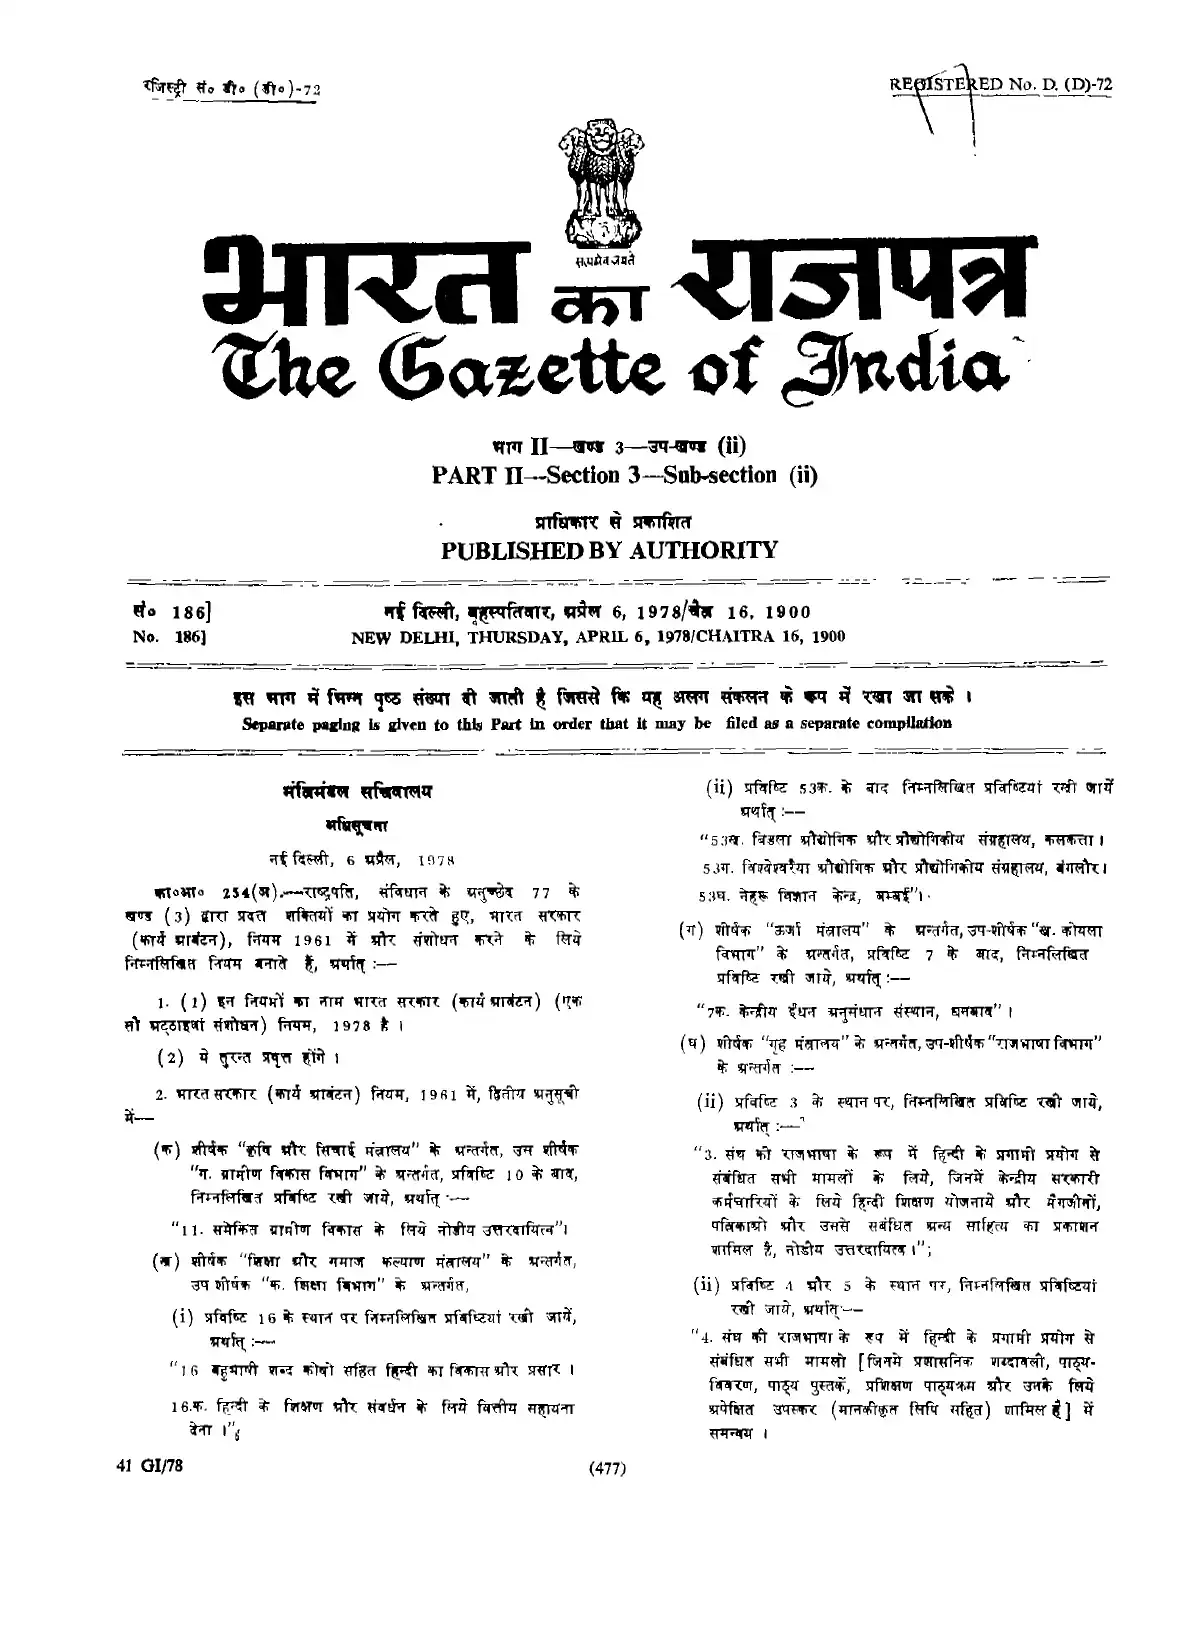 रजिस्ट्री सं० डी० (डी०)-72
REGISTERED No. D. (D)-72
सत्यमेव जयते
भारत का राजपत्र
The Gazette of India
भाग II—खण्ड 3—उप-खण्ड (ii)
PART II—Section 3—Sub-section (ii)
प्राधिकार से प्रकाशित
PUBLISHED BY AUTHORITY
सं० 186]
नई दिल्ली, बृहस्पतिवार, अप्रैल 6, 1978/चैत्र 16, 1900
No. 186]
NEW DELHI, THURSDAY, APRIL 6, 1978/CHAITRA 16, 1900
इस भाग में भिन्न पृष्ठ संख्या दी जाती है जिससे कि यह अलग संकलन के रूप में रखा जा सके ।
Separate paging is given to this Part in order that it may be filed as a separate compilation
मंत्रिमंडल सचिवालय
अधिसूचना
नई दिल्ली, 6 अप्रैल, 1978
का०आ० 254(अ).—राष्ट्रपति, संविधान के अनुच्छेद 77 के
खण्ड (3) द्वारा प्रदत्त शक्तियों का प्रयोग करते हुए, भारत सरकार
(कार्य आबंटन), नियम 1961 में और संशोधन करने के लिये
निम्नलिखित नियम बनाते हैं, अर्थात् :—
1. (1) इन नियमों का नाम भारत सरकार (कार्य आबंटन) (एक
सौ अट्ठाइवां संशोधन) नियम, 1978 है ।
(2) ये तुरन्त प्रवृत्त होंगे ।
2. भारत सरकार (कार्य आबंटन) नियम, 1961 में, द्वितीय अनुसूची
में—
(क) शीर्षक "कृषि और सिंचाई मंत्रालय" के अन्तर्गत, उप शीर्षक
"ग. ग्रामीण विकास विभाग" के अन्तर्गत, प्रविष्टि 10 के बाद,
निम्नलिखित प्रविष्टि रखी जाये, अर्थात् :—
"11. समेकित ग्रामीण विकास के लिये नोडीय उत्तरदायित्व"।
(ख) शीर्षक "शिक्षा और समाज कल्याण मंत्रालय" के अन्तर्गत,
उप शीर्षक "क. शिक्षा विभाग" के अन्तर्गत,
(i) प्रविष्टि 16 के स्थान पर निम्नलिखित प्रविष्टियां रखी जायें,
अर्थात् :—
"16 बहुभाषी शब्द कोषों सहित हिन्दी का विकास और प्रसार ।
16.क. हिन्दी के शिक्षण और संवर्धन के लिये वित्तीय सहायता
देना ।";
(ii) प्रविष्टि 53क. के बाद निम्नलिखित प्रविष्टियां रखी जायें
अर्थात् :—
"53ख. बिडला औद्योगिक और प्रौद्योगिकीय संग्रहालय, कलकत्ता ।
53ग. विश्वेश्वरैया औद्योगिक और प्रौद्योगिकीय संग्रहालय, बंगलौर।
53घ. नेहरू विज्ञान केन्द्र, बम्बई"।
(ग) शीर्षक "ऊर्जा मंत्रालय" के अन्तर्गत, उप-शीर्षक "ख. कोयला
विभाग" के अन्तर्गत, प्रविष्टि 7 के बाद, निम्नलिखित
प्रविष्टि रखी जाये, अर्थात् :—
"7क. केन्द्रीय ईंधन अनुसंधान संस्थान, धनबाद" ।
(घ) शीर्षक "गृह मंत्रालय" के अन्तर्गत, उप-शीर्षक "राजभाषा विभाग"
के अन्तर्गत :—
(ii) प्रविष्टि 3 के स्थान पर, निम्नलिखित प्रविष्टि रखी जाये,
अर्थात् :—
"3. संघ की राजभाषा के रूप में हिन्दी के प्रगामी प्रयोग से
संबंधित सभी मामलों के लिये, जिनमें केन्द्रीय सरकारी
कर्मचारियों के लिये हिन्दी शिक्षण योजनाये और मैगजीनों,
पत्रिकाओ और उनसे संबंधित अन्य साहित्य का प्रकाशन
शामिल है, नोडीय उत्तरदायित्व ।";
(ii) प्रविष्टि 4 और 5 के स्थान पर, निम्नलिखित प्रविष्टियां
रखी जाये, अर्थात्:—
"4. संघ की राजभाषा के रूप में हिन्दी के प्रगामी प्रयोग से
संबंधित सभी मामलो [जिनमे प्रशासनिक शब्दावली, पाठ्य-
विवरण, पाठ्य पुस्तकें, प्रशिक्षण पाठ्यक्रम और उनके लिये
अपेक्षित उपस्कर (मानकीकृत लिपि सहित) शामिल हैं] में
समन्वय ।
41 GI/78
(477)